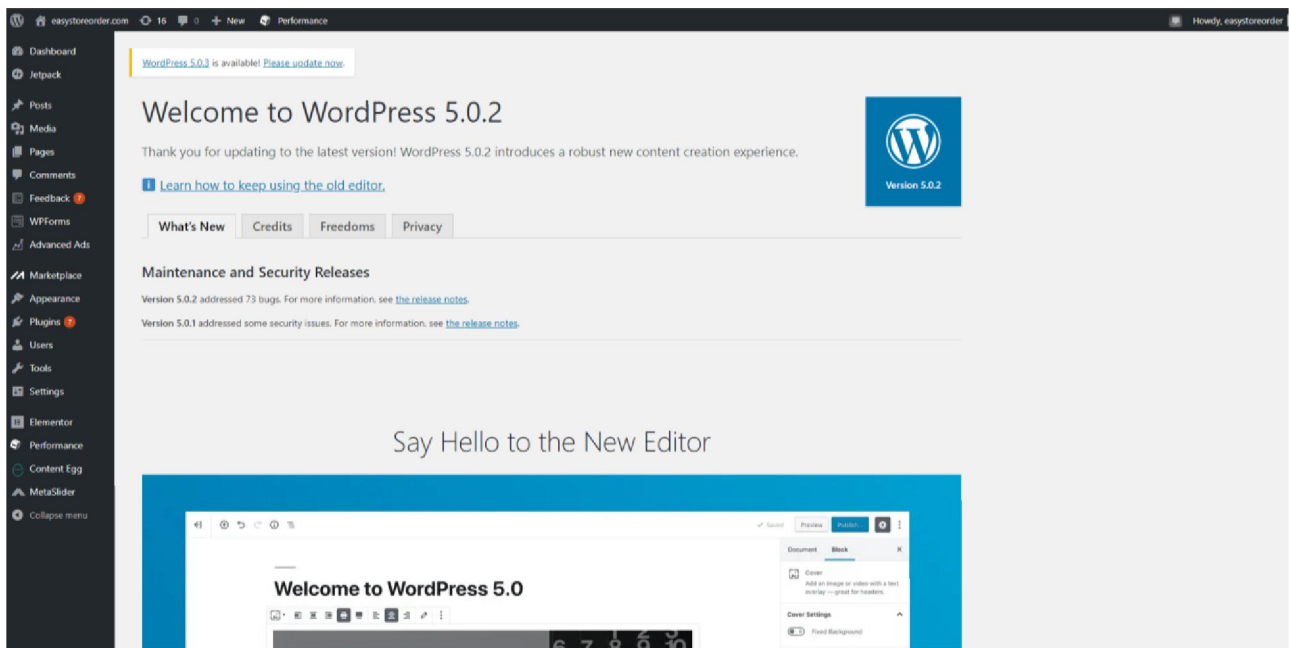 easystoreorder.com 16 0 New Performance Howdy, easystoreorder
Dashboard
Jetpack
Posts
Media
Pages
Comments
Feedback 7
WPForms
Advanced Ads
Marketplace
Appearance
Plugins 7
Users
Tools
Settings
Elementor
Performance
Content Egg
MetaSlider
Collapse menu
WordPress 5.0.3 is available! Please update now.
Welcome to WordPress 5.0.2
Thank you for updating to the latest version! WordPress 5.0.2 introduces a robust new content creation experience.
Learn how to keep using the old editor.
Version 5.0.2
What's New Credits Freedoms Privacy
Maintenance and Security Releases
Version 5.0.2 addressed 73 bugs. For more information, see the release notes.
Version 5.0.1 addressed some security issues. For more information, see the release notes.
Say Hello to the New Editor
Saved Preview Publish...
Document Block
Cover
Add an image or video with a text
overlay — great for headers.
Cover Settings
Fixed Background
Welcome to WordPress 5.0
6 7 8 9 10